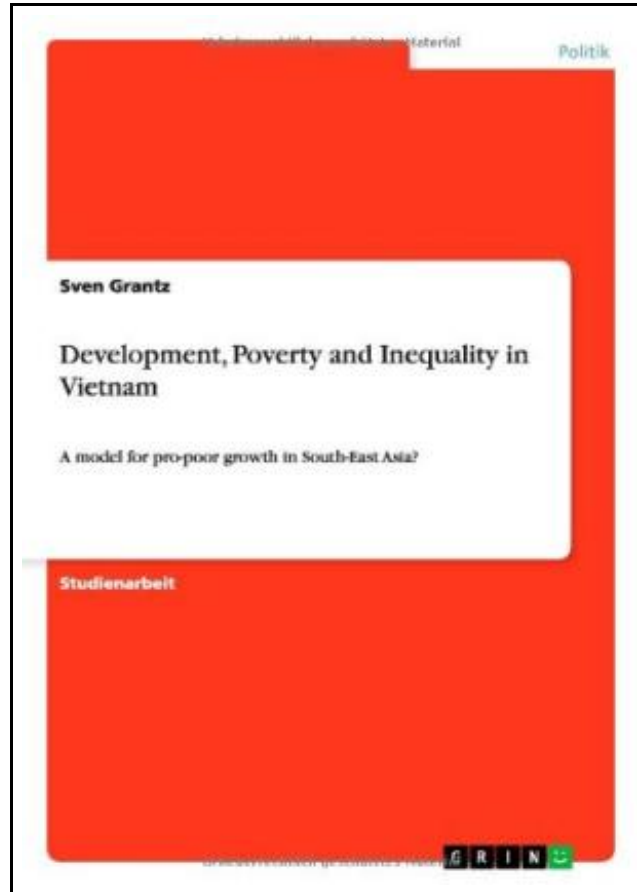 Material
Politik
Sven Grantz
Development, Poverty and Inequality in
Vietnam
A model for pro-poor growth in South-East Asia?
Studienarbeit
GRIN